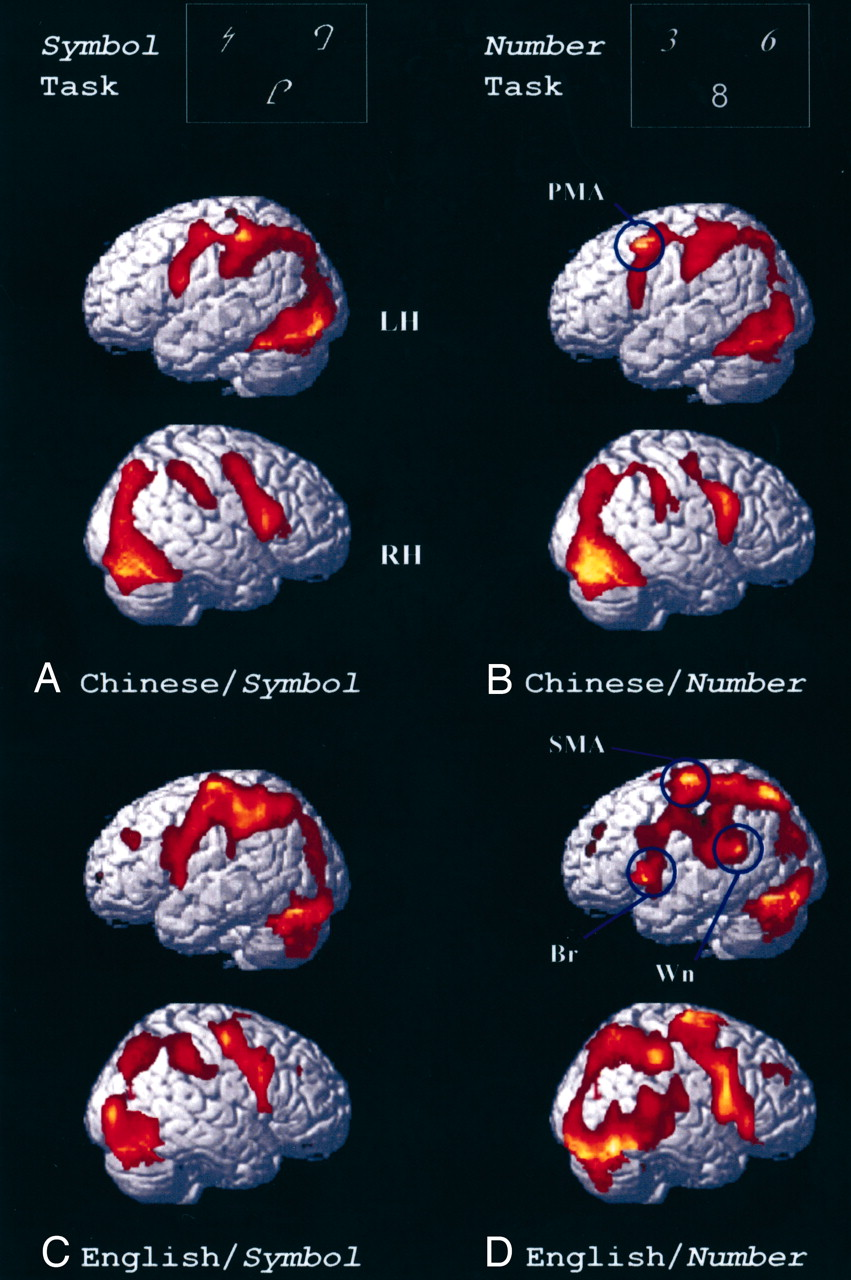 Symbol
Task
Number
Task
3 6
8
PMA
LH
RH
A Chinese/Symbol
B Chinese/Number
SMA
Br
Wn
C English/Symbol
D English/Number